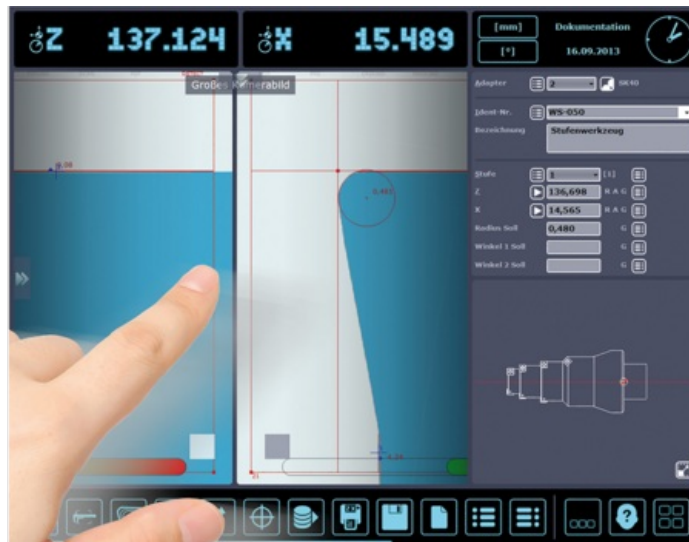 Z 137.124
X 15.489
[mm]
[°]
Dokumentation
16.09.2013
Großes Kamerabild
Adapter 2 SK40
Ident-Nr. WS-050
Bezeichnung Stufenwerkzeug
Stufe 1 [1]
Z 136,698 R A G
X 14,565 R A G
Radius Soll 0,480 G
Winkel 1 Soll G
Winkel 2 Soll G